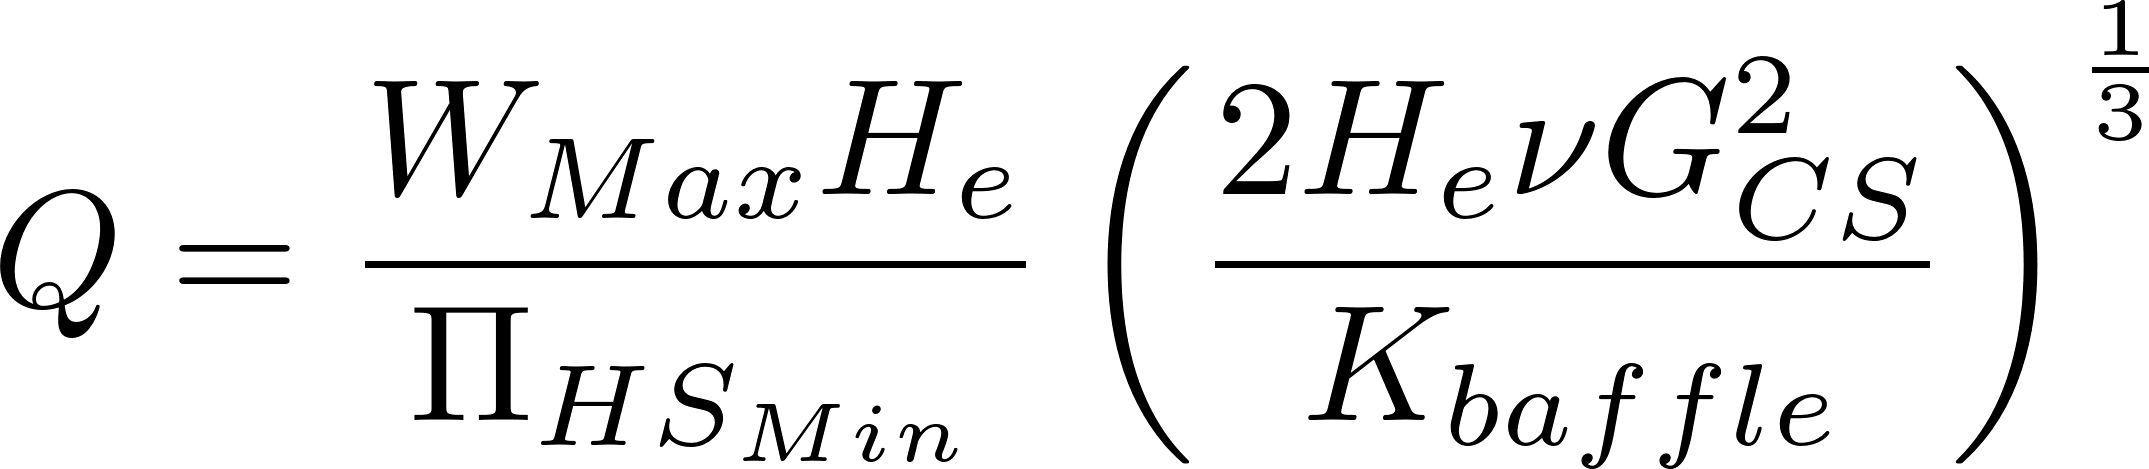 Q = \frac{W_{Max} H_e}{\Pi_{HS_{Min}}} \left( \frac{2 H_e \nu G_{CS}^2}{K_{baffle}} \right)^{\frac{1}{3}}